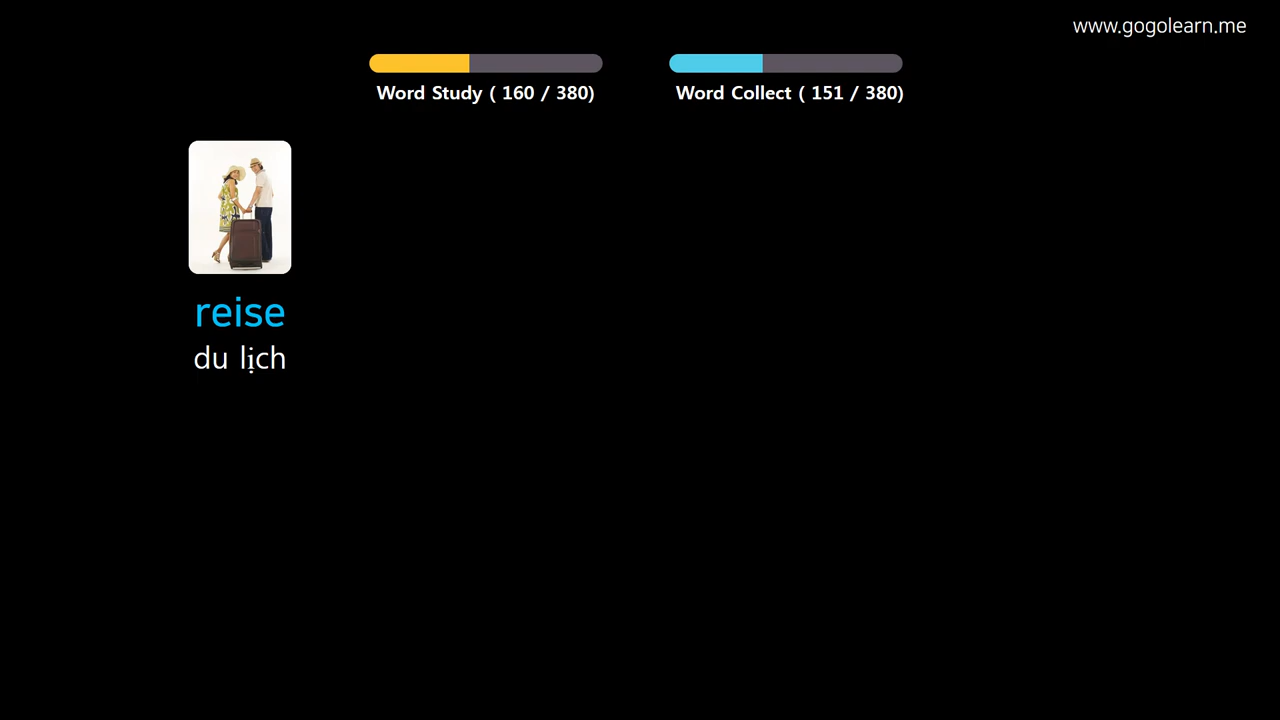 www.gogolearn.me
Word Study ( 160 / 380)
Word Collect ( 151 / 380)
reise
du lịch